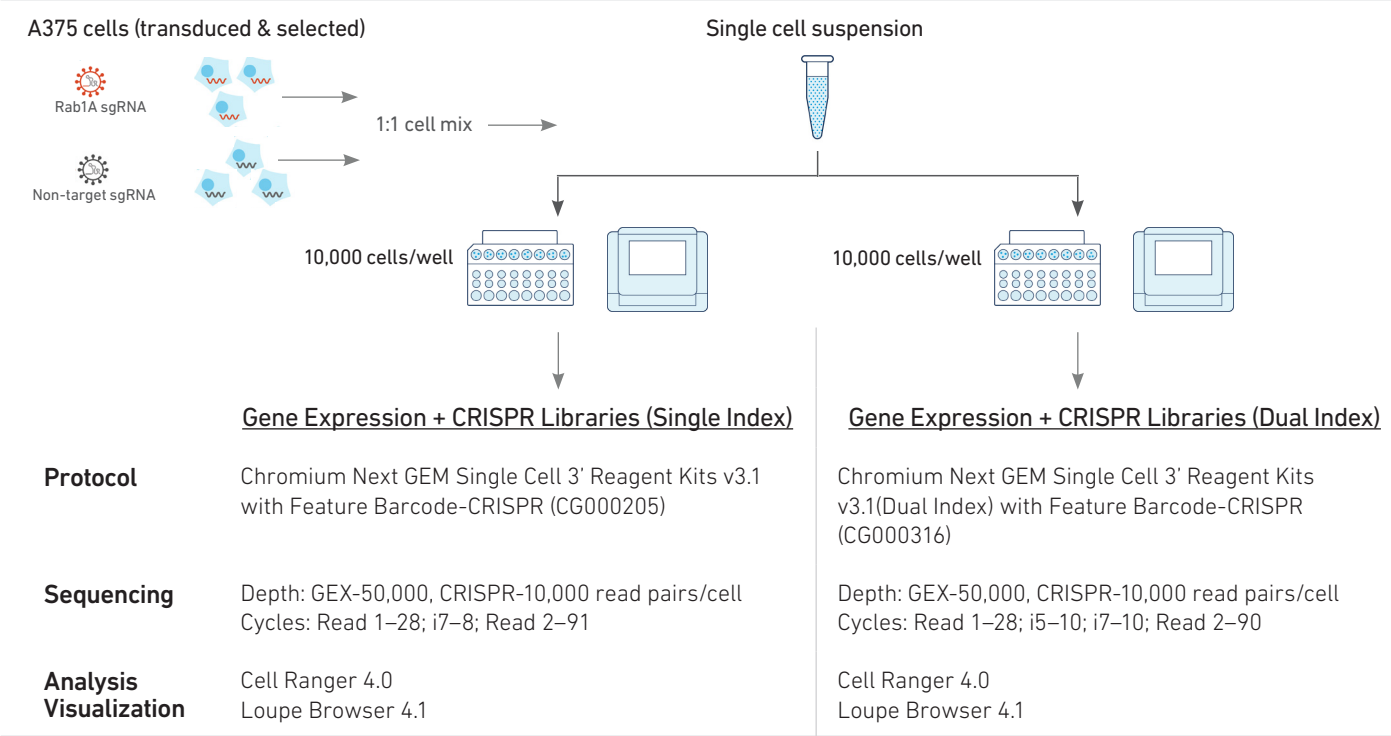 A375 cells (transduced & selected)
Single cell suspension
Rab1A sgRNA
1:1 cell mix
Non-target sgRNA
10,000 cells/well
10,000 cells/well
Gene Expression + CRISPR Libraries (Single Index)
Gene Expression + CRISPR Libraries (Dual Index)
Protocol
Chromium Next GEM Single Cell 3’ Reagent Kits v3.1
with Feature Barcode-CRISPR (CG000205)
Chromium Next GEM Single Cell 3’ Reagent Kits
v3.1(Dual Index) with Feature Barcode-CRISPR
(CG000316)
Sequencing
Depth: GEX-50,000, CRISPR-10,000 read pairs/cell
Cycles: Read 1–28; i7–8; Read 2–91
Depth: GEX-50,000, CRISPR-10,000 read pairs/cell
Cycles: Read 1–28; i5–10; i7–10; Read 2–90
Analysis
Visualization
Cell Ranger 4.0
Loupe Browser 4.1
Cell Ranger 4.0
Loupe Browser 4.1